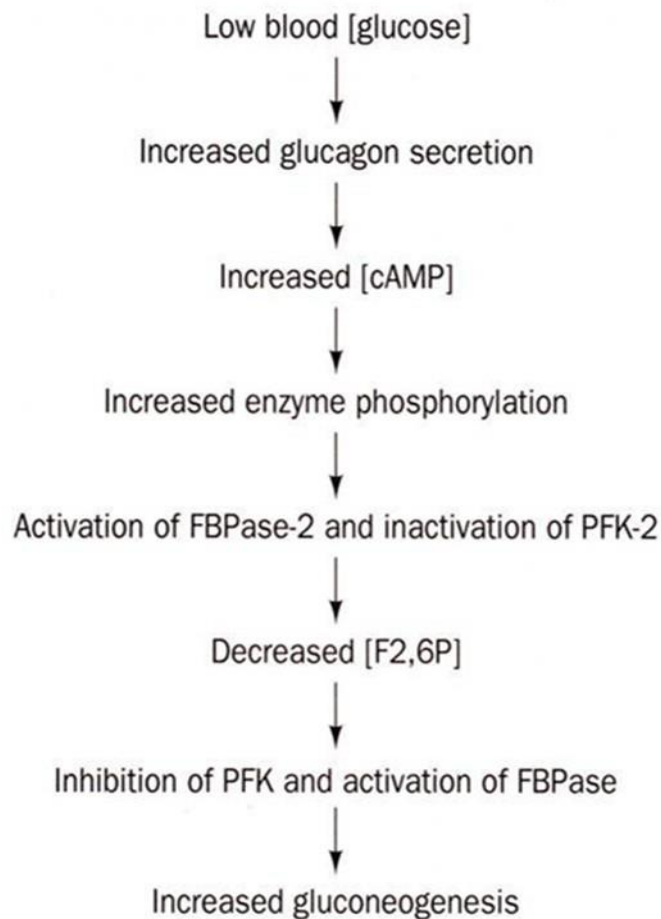 Low blood [glucose]
Increased glucagon secretion
Increased [cAMP]
Increased enzyme phosphorylation
Activation of FBPase-2 and inactivation of PFK-2
Decreased [F2,6P]
Inhibition of PFK and activation of FBPase
Increased gluconeogenesis